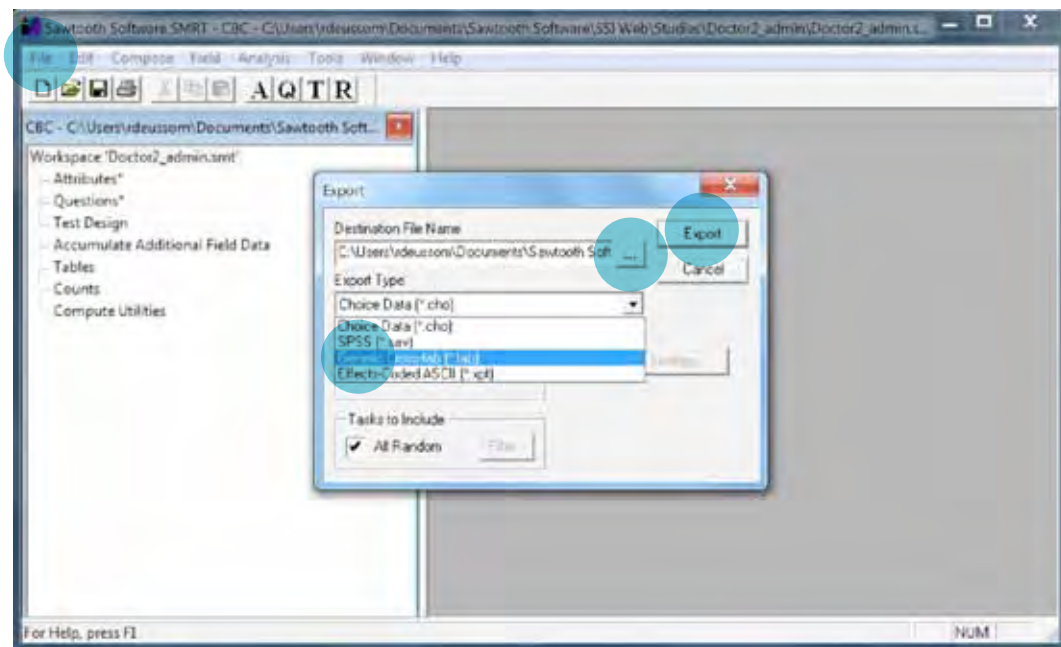 Sawtooth Software SMRT - CBC - C:\Users\rdeussom\Documents\Sawtooth Software\SSI Web\Studies\Doctor2_admin\Doctor2_admin.s...
File Edit Compose Field Analysis Tools Window Help
A Q T R
CBC - C:\Users\rdeussom\Documents\Sawtooth Soft...
Workspace 'Doctor2_admin.smt'
Attributes*
Questions*
Test Design
Accumulate Additional Field Data
Tables
Counts
Compute Utilities
Export
Destination File Name
C:\Users\rdeussom\Documents\Sawtooth Soft
...
Export
Cancel
Export Type
Choice Data (*.cho)
Choice Data (*.cho)
SPSS (*.sav)
(*.tab)
Effects-Coded ASCII (*.xpt)
Settings...
Tasks to Include
All Random
Filter...
For Help, press F1
NUM